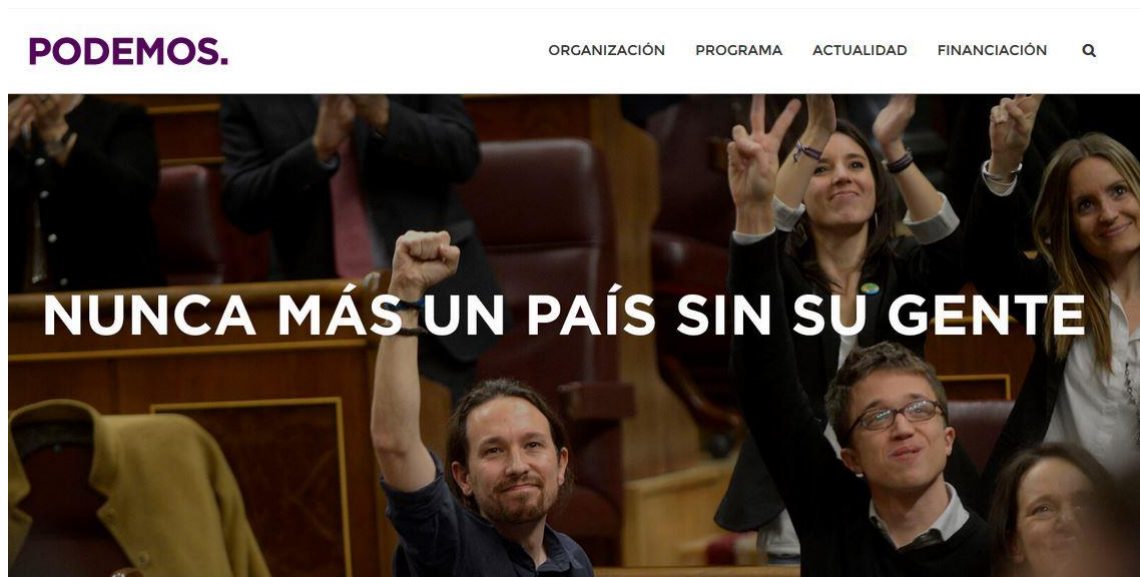 PODEMOS.
ORGANIZACIÓN PROGRAMA ACTUALIDAD FINANCIACIÓN
NUNCA MÁS UN PAÍS SIN SU GENTE